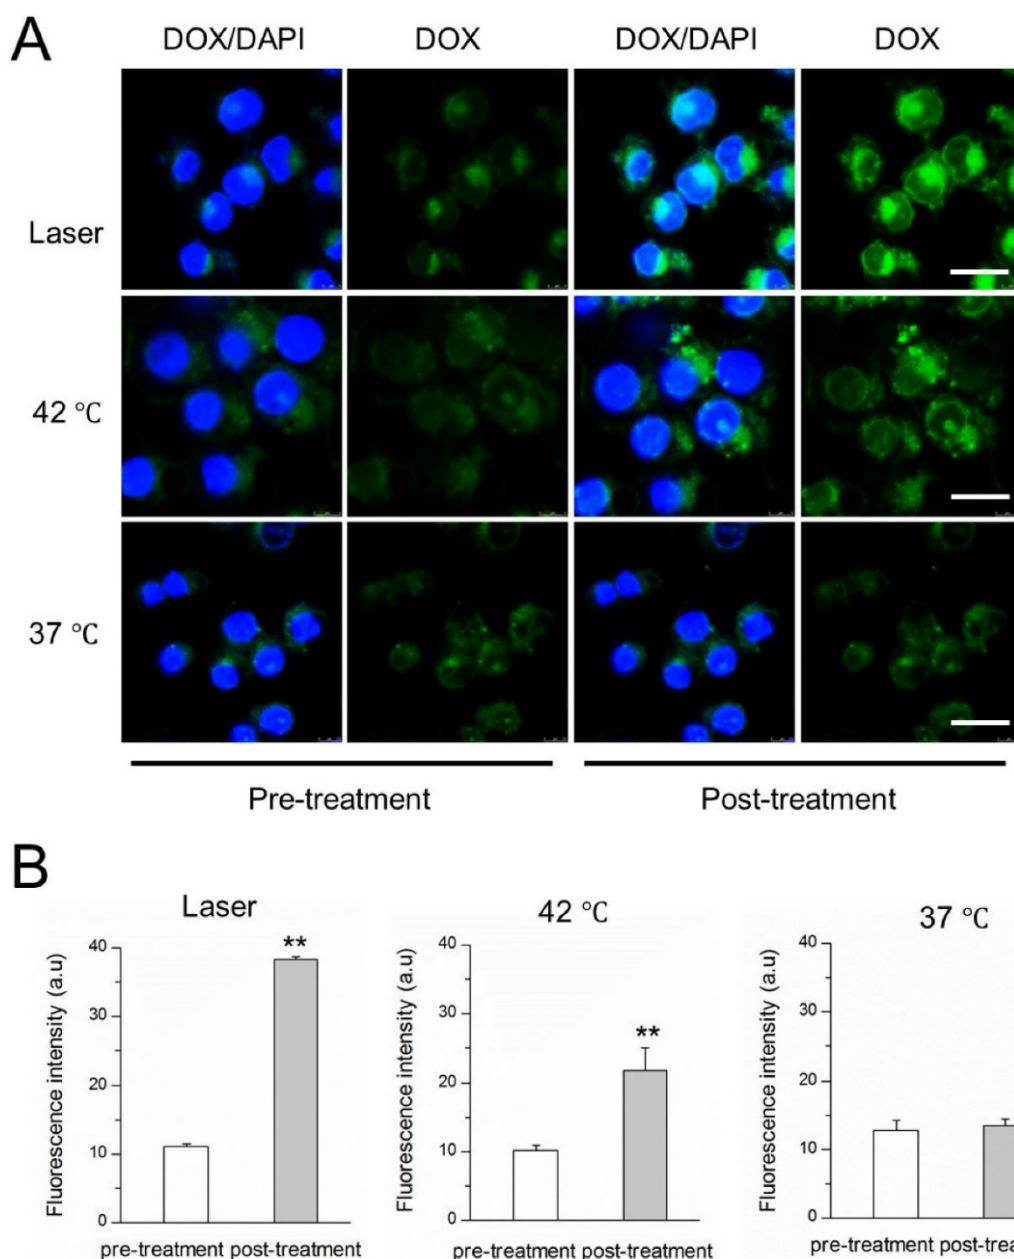 A
DOX/DAPI DOX DOX/DAPI DOX
Laser
42 °C
37 °C
Pre-treatment Post-treatment
B
Laser 42 °C 37 °C
Fluorescence intensity (a.u)
40
30
20
10
0
**
pre-treatment post-treatment
Fluorescence intensity (a.u)
40
30
20
10
0
**
pre-treatment post-treatment
Fluorescence intensity (a.u)
40
30
20
10
0
pre-treatment